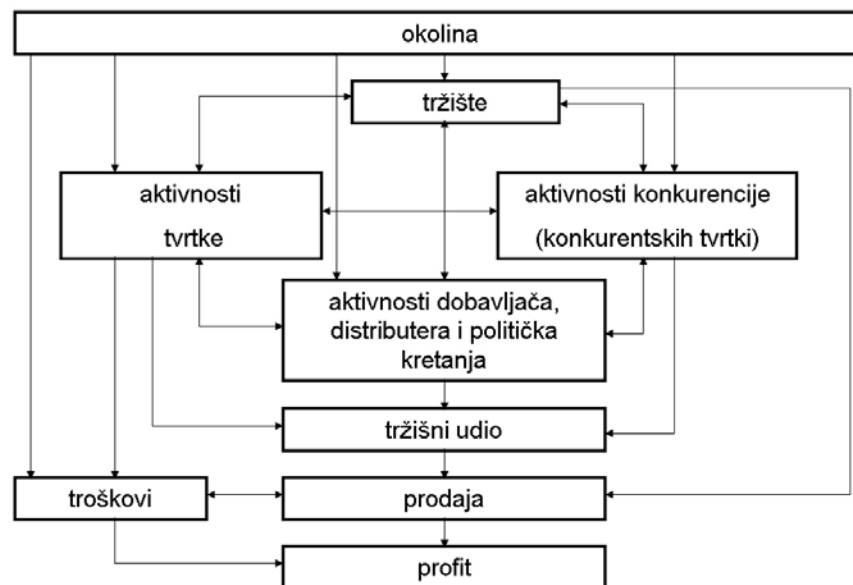 okolina
tržište
aktivnosti
tvrtke
aktivnosti konkurencije
(konkurentskih tvrtki)
aktivnosti dobavljača,
distributera i politička
kretanja
tržišni udio
troškovi
prodaja
profit